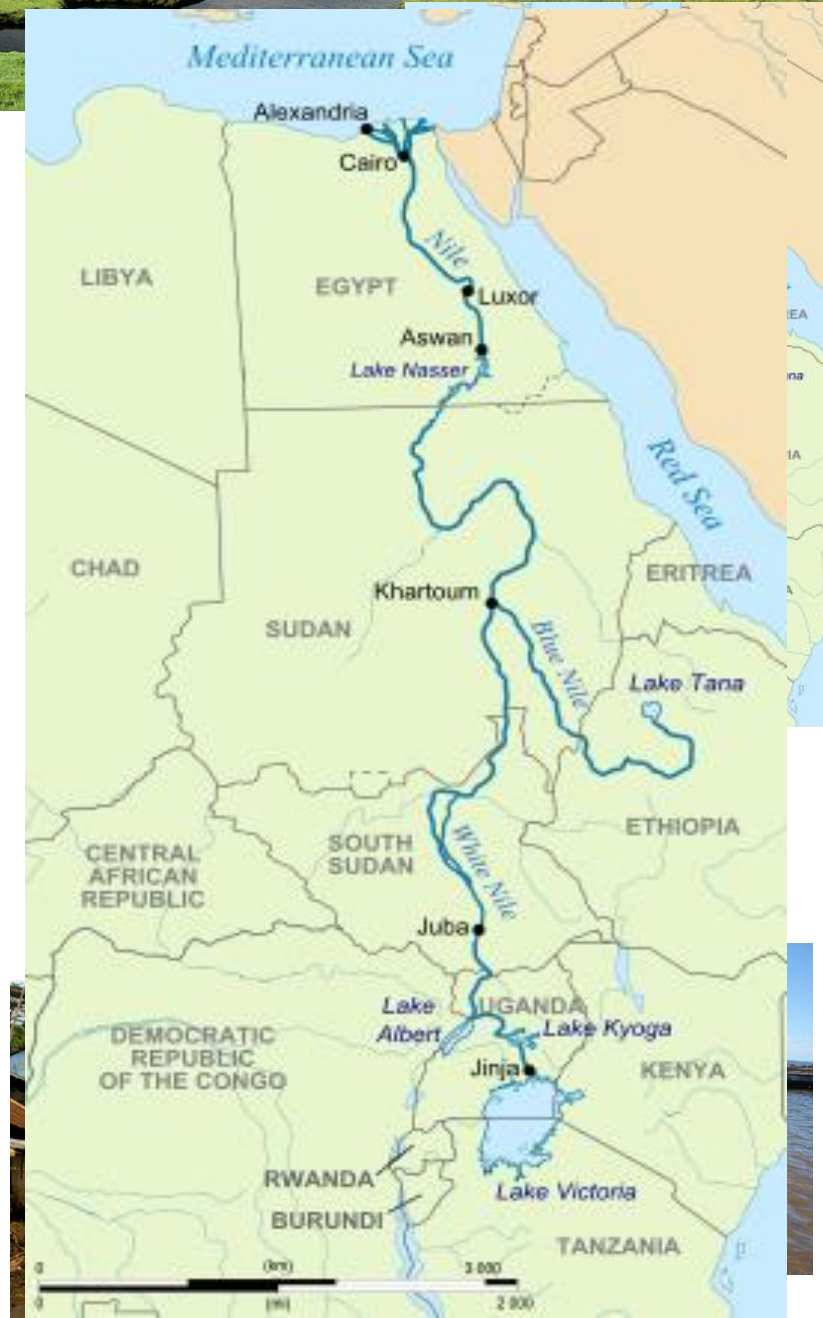 Mediterranean Sea
Alexandria
Cairo
Nile
LIBYA
EGYPT
Luxor
Aswan
Lake Nasser
Red Sea
CHAD
ERITREA
Khartoum
SUDAN
Blue Nile
Lake Tana
ETHIOPIA
CENTRAL
AFRICAN
REPUBLIC
SOUTH
SUDAN
White Nile
Juba
Lake
Albert
UGANDA
Lake Kyoga
DEMOCRATIC
REPUBLIC
OF THE CONGO
Jinja
KENYA
RWANDA
BURUNDI
Lake Victoria
TANZANIA
0 (km) 3 000
0 (mi) 2 000